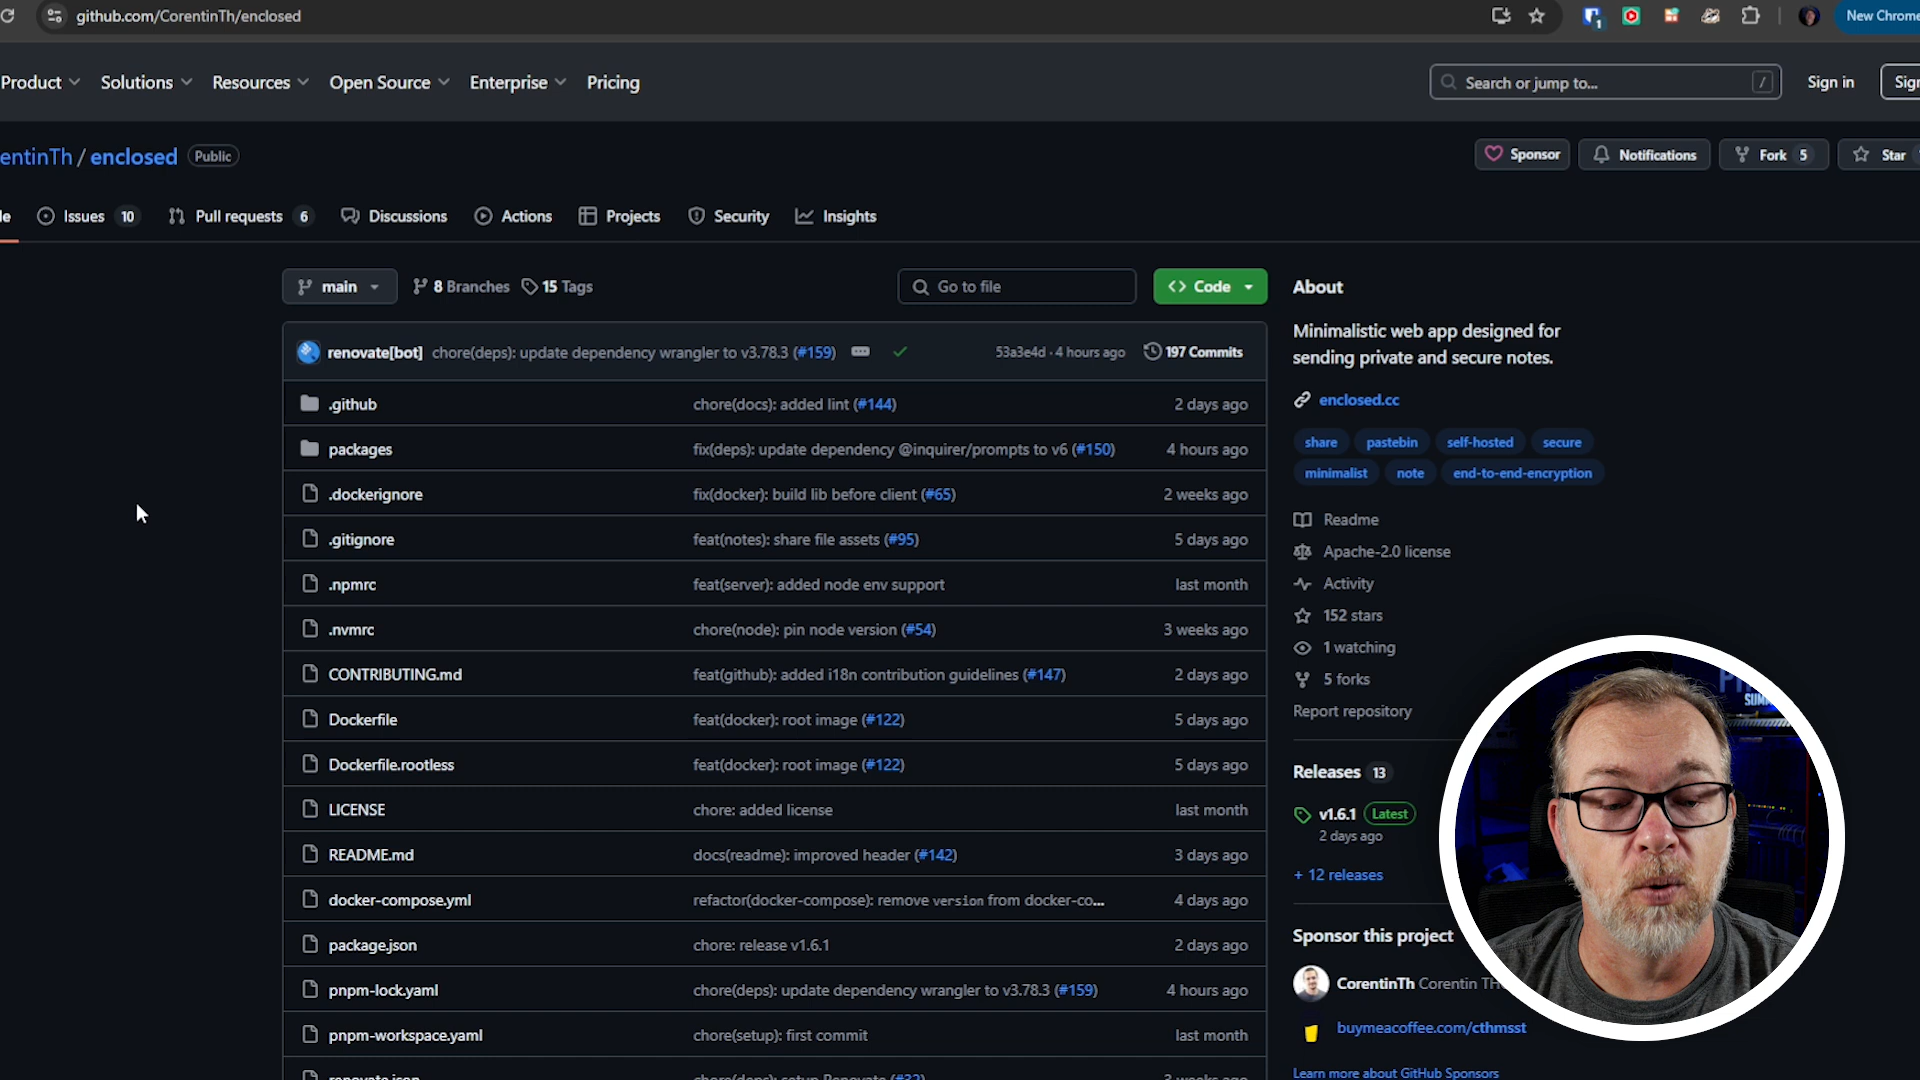 github.com/CorentinTh/enclosed
1
New Chrome
Product Solutions Resources Open Source Enterprise Pricing
Search or jump to... /
Sign in
Sig
entinTh / enclosed Public
Sponsor Notifications Fork 5 Star
Issues 10 Pull requests 6 Discussions Actions Projects Security Insights
main 8 Branches 15 Tags Go to file Code
renovate[bot] chore(deps): update dependency wrangler to v3.78.3 (#159) 53a3e4d · 4 hours ago 197 Commits
.github chore(docs): added lint (#144) 2 days ago
packages fix(deps): update dependency @inquirer/prompts to v6 (#150) 4 hours ago
.dockerignore fix(docker): build lib before client (#65) 2 weeks ago
.gitignore feat(notes): share file assets (#95) 5 days ago
.npmrc feat(server): added node env support last month
.nvmrc chore(node): pin node version (#54) 3 weeks ago
CONTRIBUTING.md feat(github): added i18n contribution guidelines (#147) 2 days ago
Dockerfile feat(docker): root image (#122) 5 days ago
Dockerfile.rootless feat(docker): root image (#122) 5 days ago
LICENSE chore: added license last month
README.md docs(readme): improved header (#142) 3 days ago
docker-compose.yml refactor(docker-compose): remove version from docker-co... 4 days ago
package.json chore: release v1.6.1 2 days ago
pnpm-lock.yaml chore(deps): update dependency wrangler to v3.78.3 (#159) 4 hours ago
pnpm-workspace.yaml chore(setup): first commit last month
renovate.json chore(deps): setup Renovate (#32) 3 weeks ago
About
Minimalistic web app designed for
sending private and secure notes.
enclosed.cc
share pastebin self-hosted secure
minimalist note end-to-end-encryption
Readme
Apache-2.0 license
Activity
152 stars
1 watching
5 forks
Report repository
Releases 13
v1.6.1 Latest
2 days ago
+ 12 releases
Sponsor this project
CorentinTh Corentin TH
buymeacoffee.com/cthmsst
Learn more about GitHub Sponsors